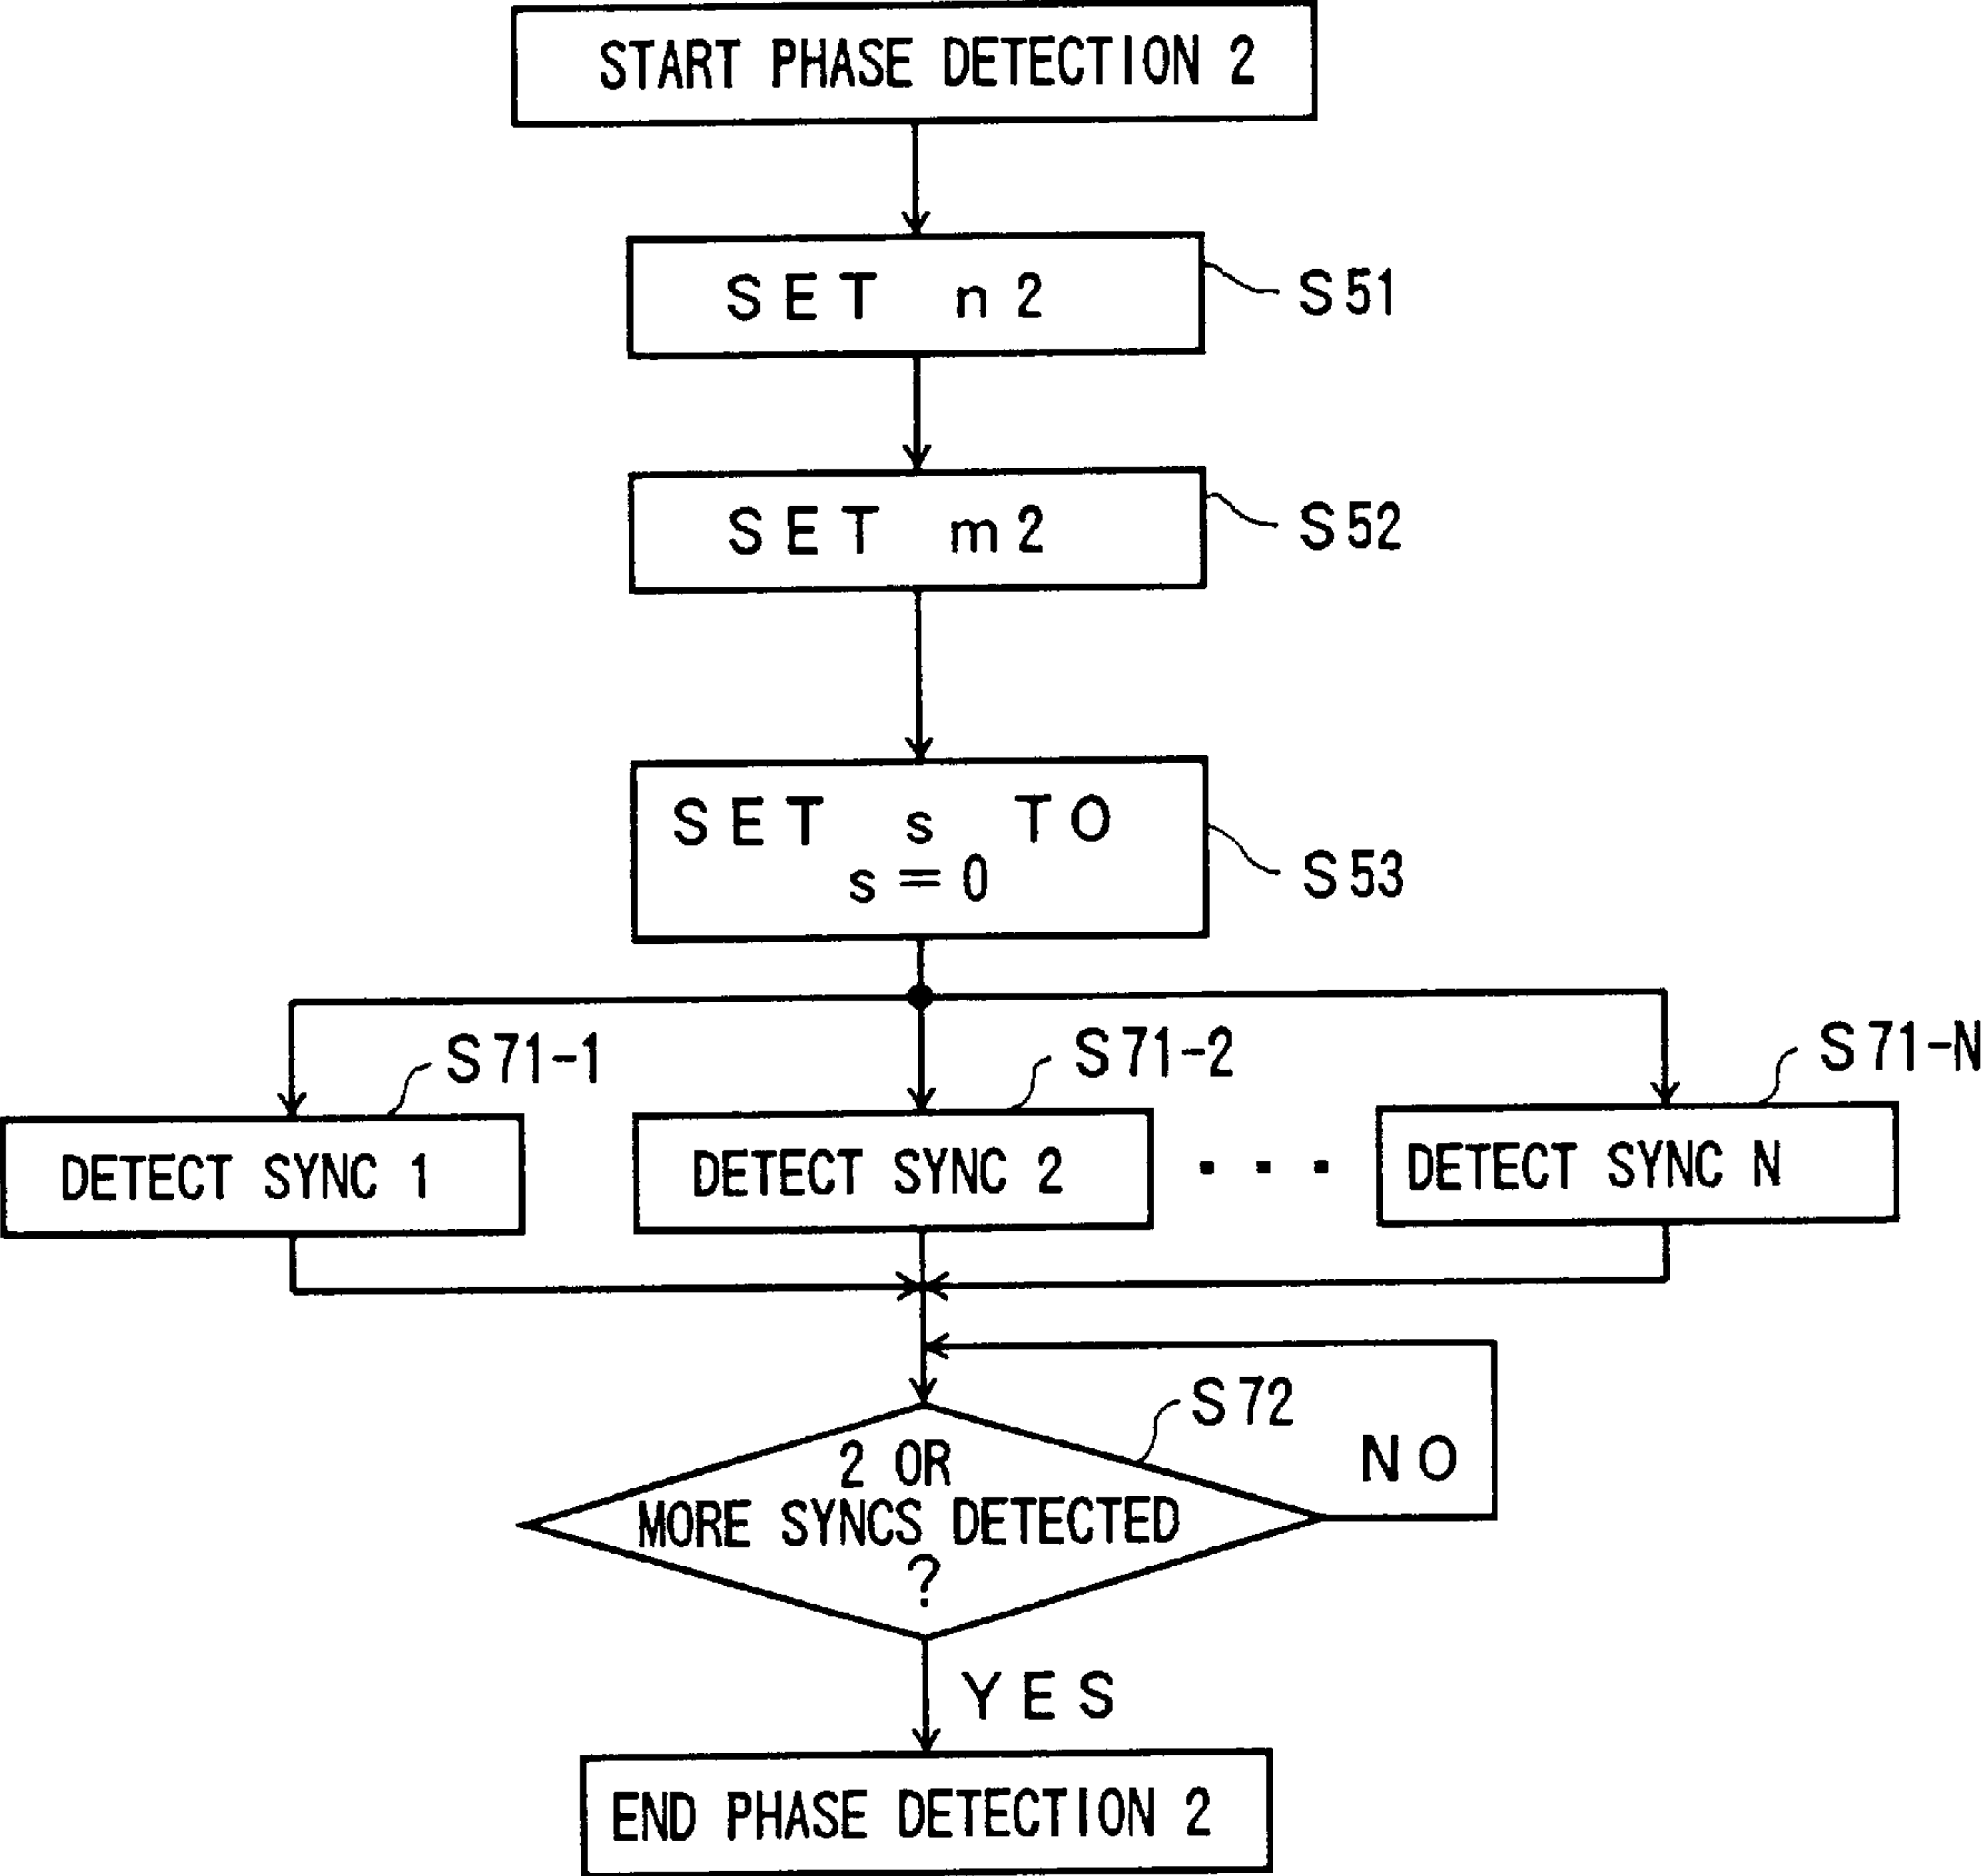 START PHASE DETECTION 2
SET n2
S51
SET m2
S52
SET s TO
s=0
S53
S71-1
S71-2
S71-N
DETECT SYNC 1
DETECT SYNC 2
...
DETECT SYNC N
S72
NO
2 OR
MORE SYNCS DETECTED
?
YES
END PHASE DETECTION 2